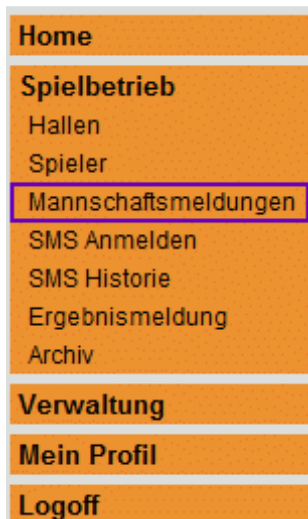 Home
Spielbetrieb
Hallen
Spieler
Mannschaftsmeldungen
SMS Anmelden
SMS Historie
Ergebnismeldung
Archiv
Verwaltung
Mein Profil
Logoff